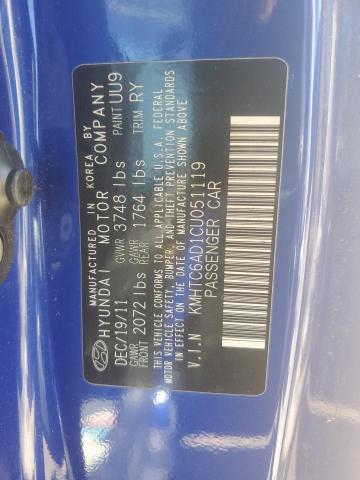 MANUFACTURED IN KOREA BY
HYUNDAI MOTOR COMPANY
DEC/19/11 GVWR 3748 lbs PAINT UU9
GAWR FRONT 2072 lbs GAWR REAR 1764 lbs TRIM RY
THIS VEHICLE CONFORMS TO ALL APPLICABLE U.S.A. FEDERAL
MOTOR VEHICLE SAFETY, BUMPER, AND THEFT PREVENTION STANDARDS
IN EFFECT ON THE DATE OF MANUFACTURE SHOWN ABOVE
V.I.N KMHTC6AD1CU051119
PASSENGER CAR